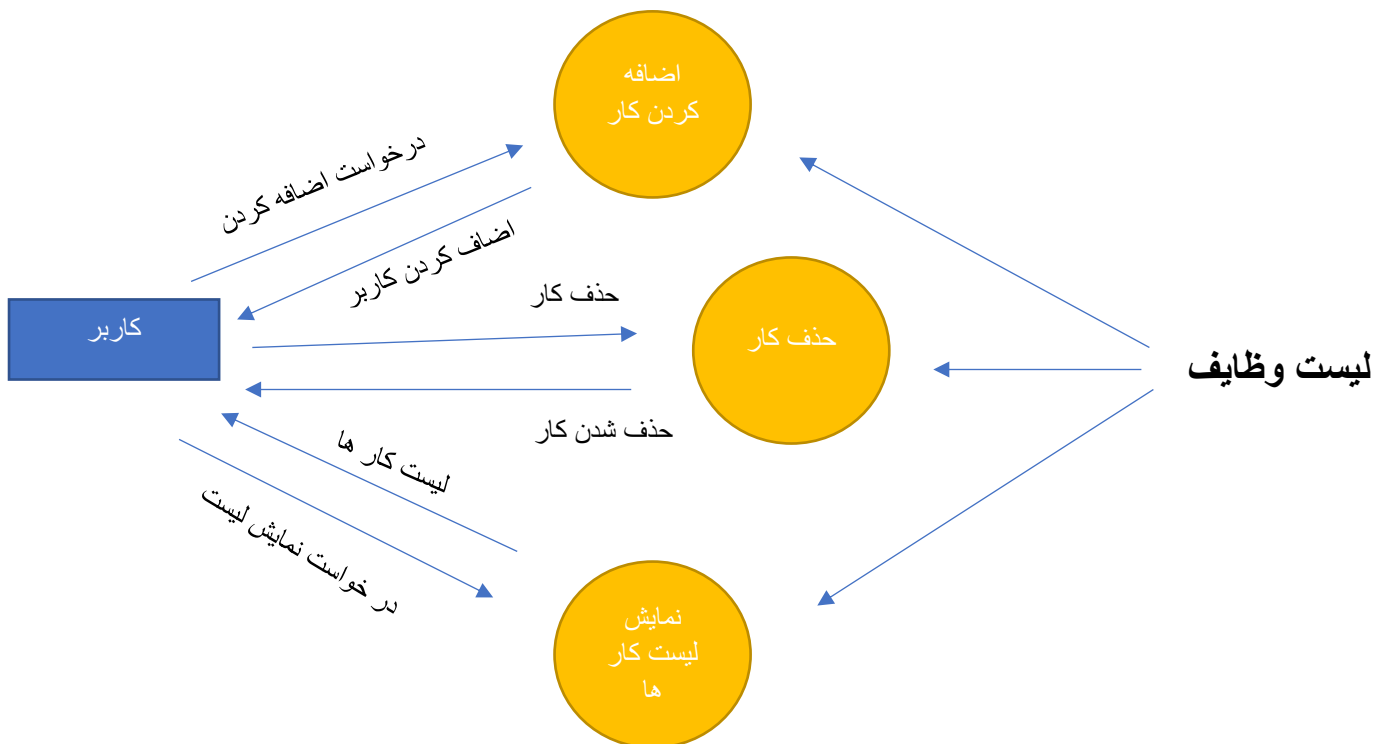 اضافه
کردن کار
درخواست اضافه کردن
اضاف کردن کاربر
حذف کار
کاربر
حذف کار
لیست وظایف
حذف شدن کار
لیست کار ها
در خواست نمایش لیست
نمایش
لیست کار
ها